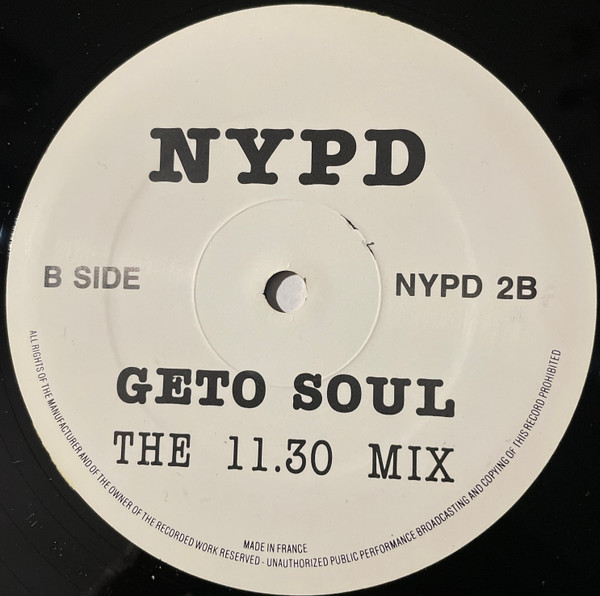 NYPD
B SIDE
NYPD 2B
GETO SOUL
THE 11.30 MIX
MADE IN FRANCE
ALL RIGHTS OF THE MANUFACTURER AND OF THE OWNER OF THE RECORDED WORK RESERVED - UNAUTHORIZED PUBLIC PERFORMANCE BROADCASTING AND COPYING OF THIS RECORD PROHIBITED